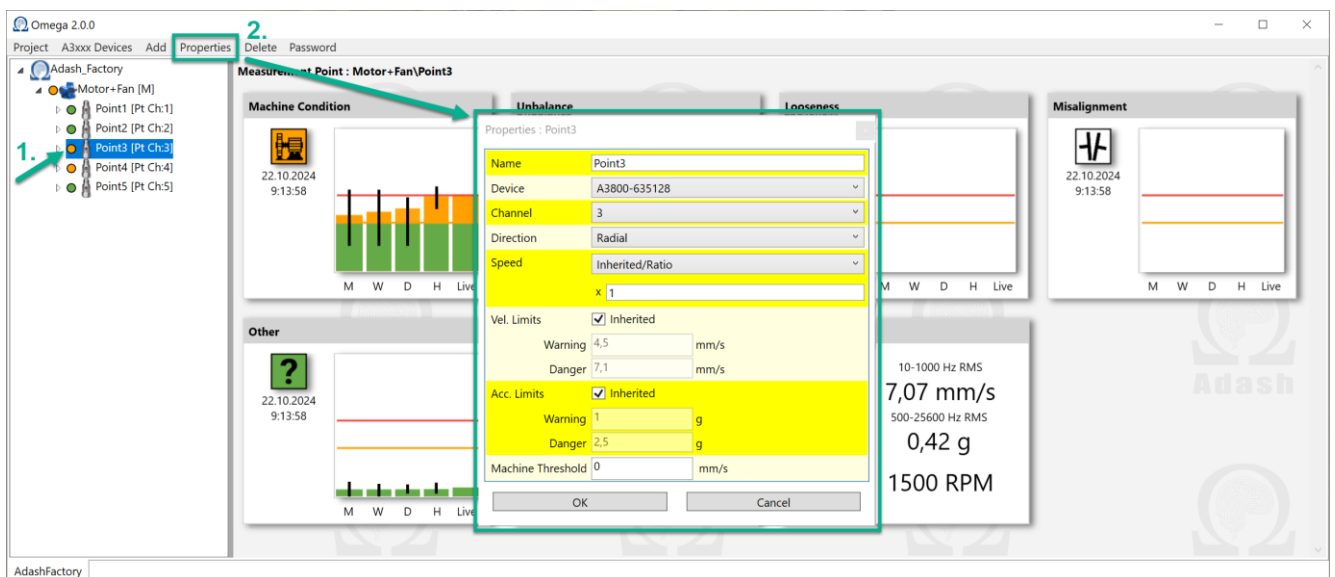 Omega 2.0.0
2.
Project A3xxx Devices Add Properties Delete Password
Adash_Factory
Motor+Fan [M]
Point1 [Pt Ch:1]
Point2 [Pt Ch:2]
1.
Point3 [Pt Ch:3]
Point4 [Pt Ch:4]
Point5 [Pt Ch:5]
Measurement Point : Motor+Fan\Point3
Machine Condition
22.10.2024
9:13:58
M W D H Live
Unbalance
Looseness
M W D H Live
Misalignment
22.10.2024
9:13:58
M W D H Live
Other
?
22.10.2024
9:13:58
M W D H Live
Properties : Point3
Name Point3
Device A3800-635128
Channel 3
Direction Radial
Speed Inherited/Ratio
x 1
Vel. Limits Inherited
Warning 4,5 mm/s
Danger 7,1 mm/s
Acc. Limits Inherited
Warning 1 g
Danger 2,5 g
Machine Threshold 0 mm/s
OK Cancel
10-1000 Hz RMS
7,07 mm/s
500-25600 Hz RMS
0,42 g
1500 RPM
Adash
AdashFactory